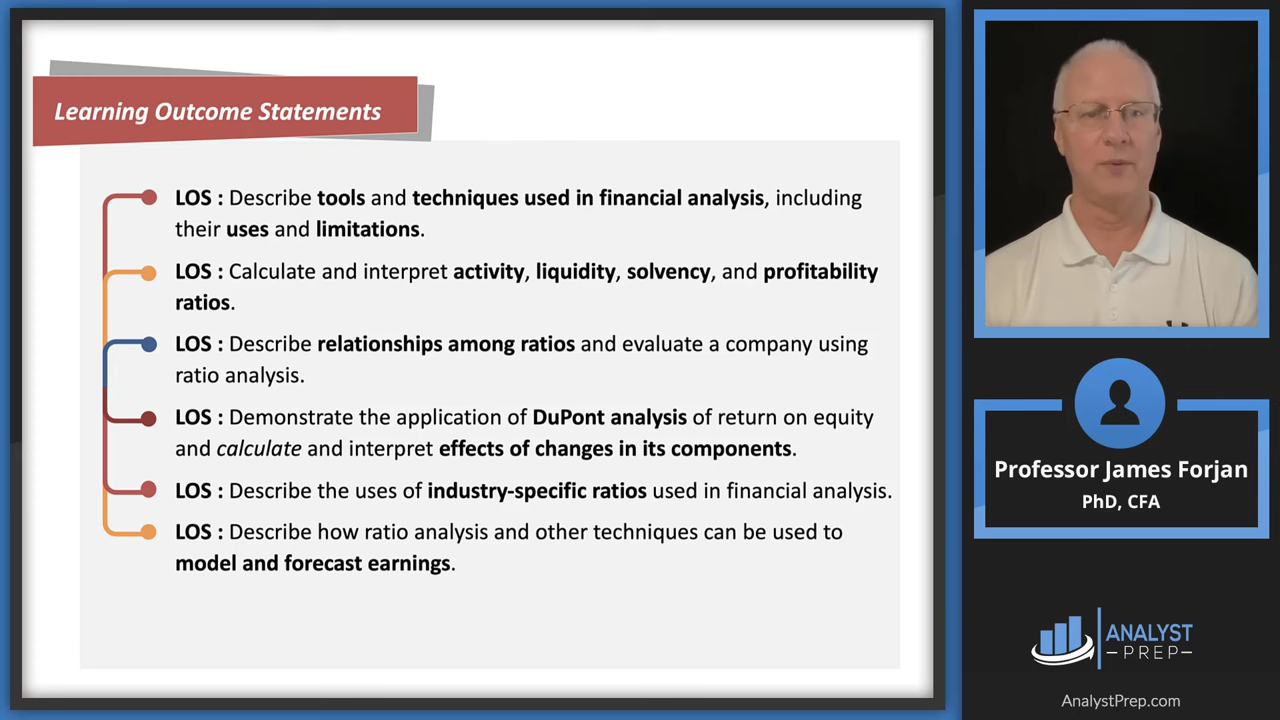 Learning Outcome Statements
LOS : Describe tools and techniques used in financial analysis, including
their uses and limitations.
LOS : Calculate and interpret activity, liquidity, solvency, and profitability
ratios.
LOS : Describe relationships among ratios and evaluate a company using
ratio analysis.
LOS : Demonstrate the application of DuPont analysis of return on equity
and calculate and interpret effects of changes in its components.
LOS : Describe the uses of industry-specific ratios used in financial analysis.
LOS : Describe how ratio analysis and other techniques can be used to
model and forecast earnings.
Professor James Forjan
PhD, CFA
ANALYST
PREP
AnalystPrep.com